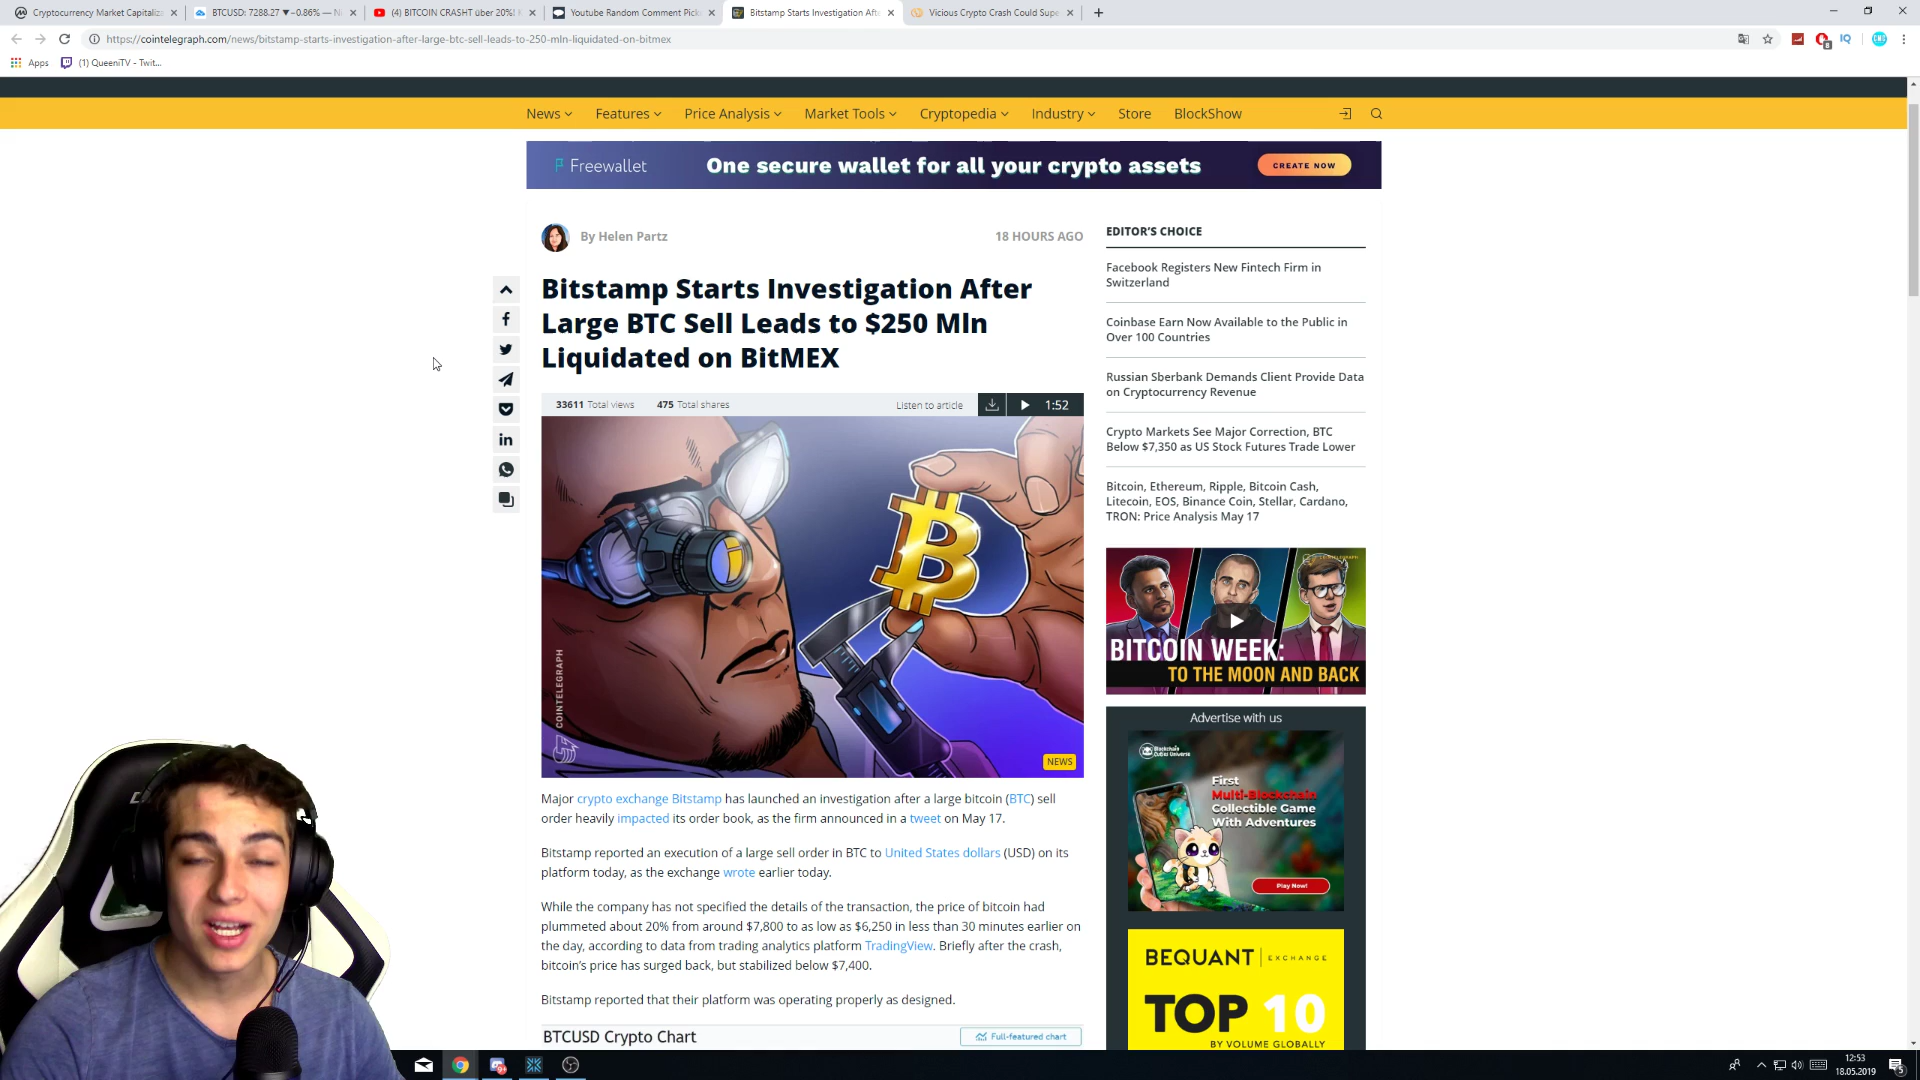 Cryptocurrency Market Capitaliz
BTCUSD: 7288.27 ▼−0.86% — N
(4) BITCOIN CRASHT über 20%!
Youtube Random Comment Pick
Bitstamp Starts Investigation Aft
Vicious Crypto Crash Could Supe
https://cointelegraph.com/news/bitstamp-starts-investigation-after-large-btc-sell-leads-to-250-mln-liquidated-on-bitmex
8
IQ
Apps
(1) QueeniTV - Twit...
News
Features
Price Analysis
Market Tools
Cryptopedia
Industry
Store
BlockShow
Freewallet
One secure wallet for all your crypto assets
CREATE NOW
By Helen Partz
18 HOURS AGO
Bitstamp Starts Investigation After
Large BTC Sell Leads to $250 Mln
Liquidated on BitMEX
33611 Total views
475 Total shares
Listen to article
1:52
COINTELEGRAPH
NEWS
Major crypto exchange Bitstamp has launched an investigation after a large bitcoin (BTC) sell
order heavily impacted its order book, as the firm announced in a tweet on May 17.
Bitstamp reported an execution of a large sell order in BTC to United States dollars (USD) on its
platform today, as the exchange wrote earlier today.
While the company has not specified the details of the transaction, the price of bitcoin had
plummeted about 20% from around $7,800 to as low as $6,250 in less than 30 minutes earlier on
the day, according to data from trading analytics platform TradingView. Briefly after the crash,
bitcoin's price has surged back, but stabilized below $7,400.
Bitstamp reported that their platform was operating properly as designed.
BTCUSD Crypto Chart
Full-featured chart
EDITOR'S CHOICE
Facebook Registers New Fintech Firm in
Switzerland
Coinbase Earn Now Available to the Public in
Over 100 Countries
Russian Sberbank Demands Client Provide Data
on Cryptocurrency Revenue
Crypto Markets See Major Correction, BTC
Below $7,350 as US Stock Futures Trade Lower
Bitcoin, Ethereum, Ripple, Bitcoin Cash,
Litecoin, EOS, Binance Coin, Stellar, Cardano,
TRON: Price Analysis May 17
BITCOIN WEEK:
TO THE MOON AND BACK
Advertise with us
Blockchain
Cuties Universe
First
Multi-Blockchain
Collectible Game
With Adventures
Play Now!
BEQUANT EXCHANGE
TOP 10
BY VOLUME GLOBALLY
12:53
18.05.2019
5